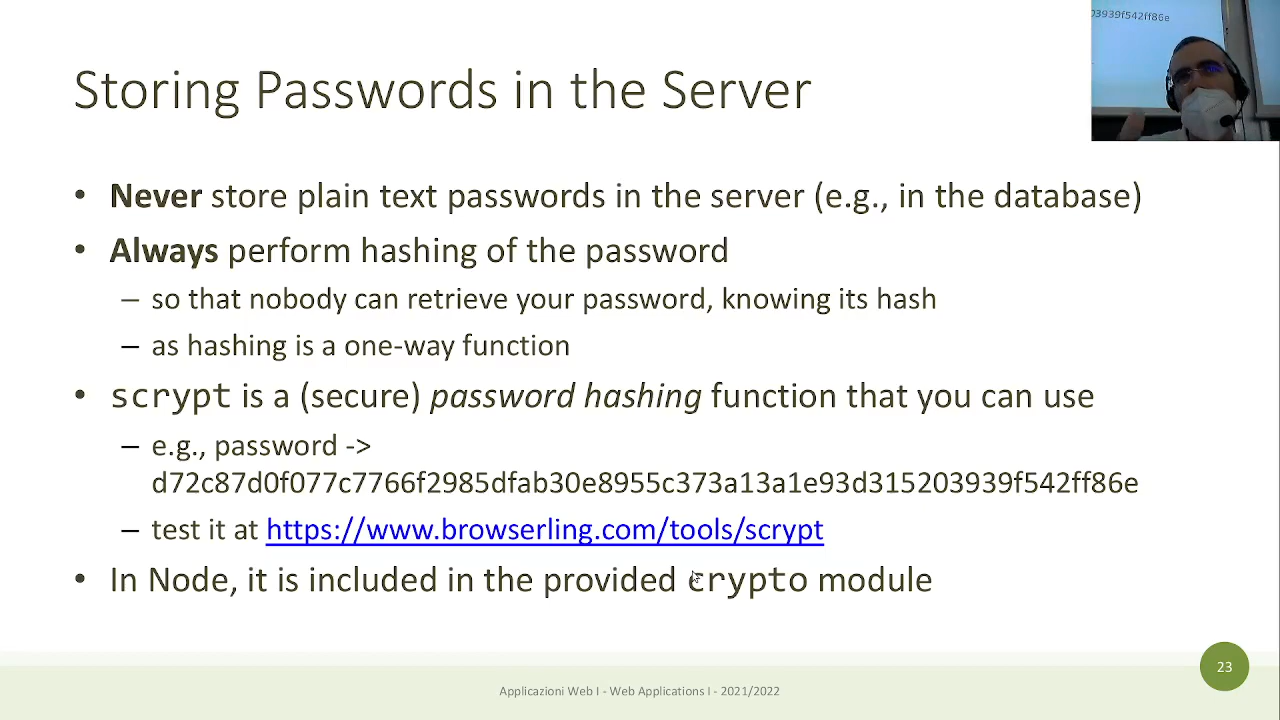 03939f542ff86e
Storing Passwords in the Server
• Never store plain text passwords in the server (e.g., in the database)
• Always perform hashing of the password
– so that nobody can retrieve your password, knowing its hash
– as hashing is a one-way function
• scrypt is a (secure) password hashing function that you can use
– e.g., password ->
d72c87d0f077c7766f2985dfab30e8955c373a13a1e93d315203939f542ff86e
– test it at https://www.browserling.com/tools/scrypt
• In Node, it is included in the provided crypto module
23
Applicazioni Web I - Web Applications I - 2021/2022